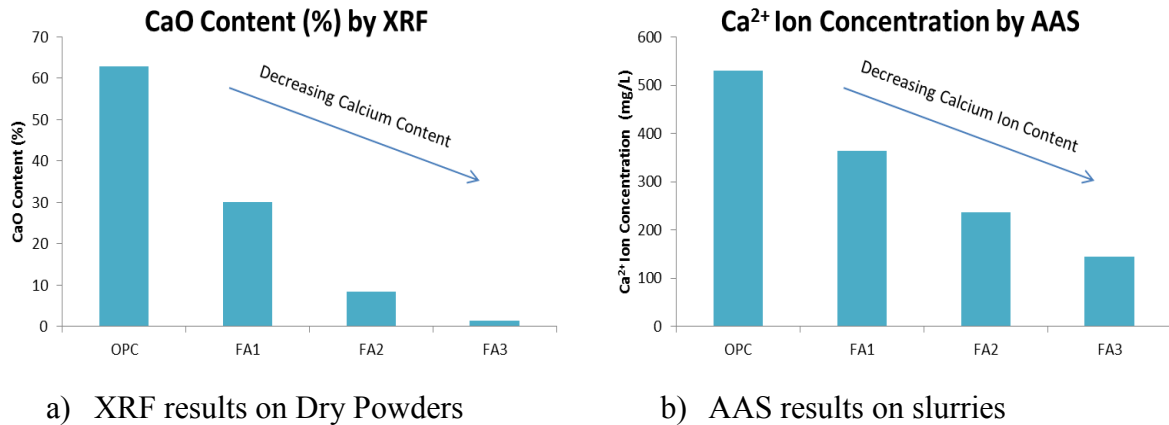 CaO Content (%) by XRF
70
60
50
40
30
20
10
0
CaO Content (%)
Decreasing Calcium Content
OPC FA1 FA2 FA3
a) XRF results on Dry Powders
Ca²⁺ Ion Concentration by AAS
600
500
400
300
200
100
0
Ca²⁺ Ion Concentration (mg/L)
Decreasing Calcium Ion Content
OPC FA1 FA2 FA3
b) AAS results on slurries